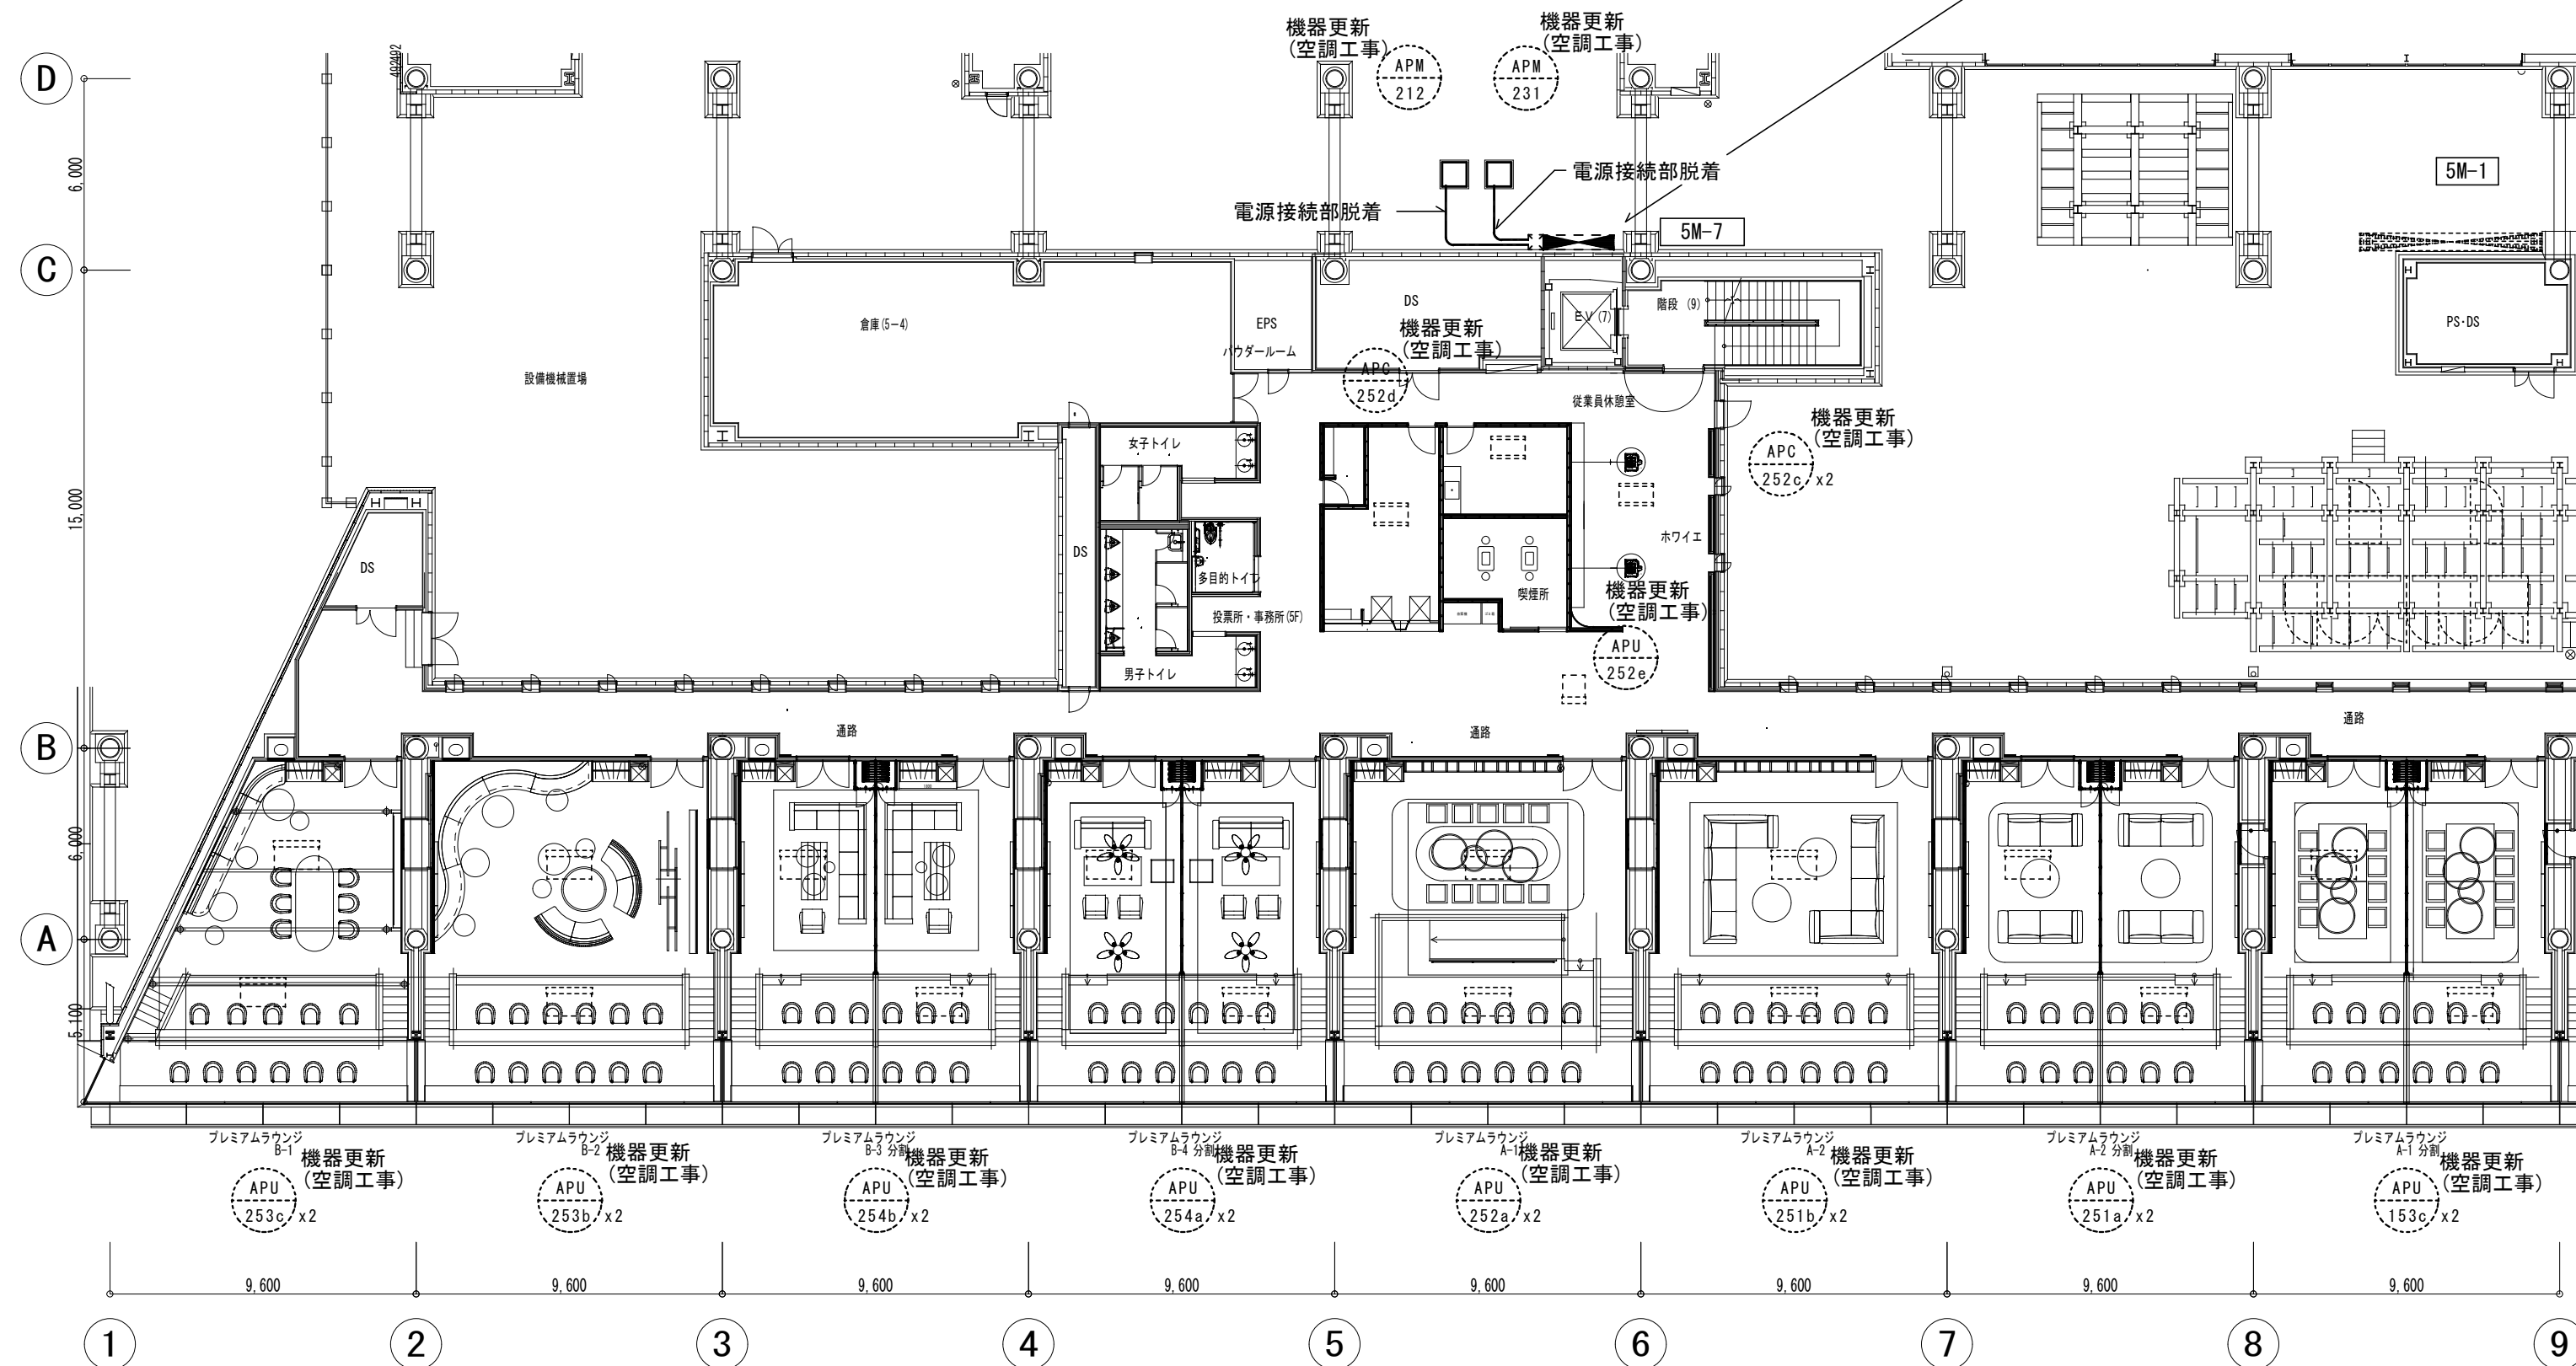 機器更新
(空調工事)
APM
212
機器更新
(空調工事)
APM
231
D
492492
6,000
電源接続部脱着
電源接続部脱着
5M-1
5M-7
C
倉庫(5-4)
EPS
DS
機器更新
(空調工事)
EV(7)
階段 (9)
PS・DS
パウダールーム
設備機械置場
APC
252d
従業員休憩室
機器更新
(空調工事)
APC
252c x2
女子トイレ
15,000
DS
DS
ホワイエ
多目的トイレ
喫煙所
機器更新
(空調工事)
投票所・事務所(5F)
APU
252e
男子トイレ
通路
通路
通路
B
6,000
A
5,100
プレミアムラウンジ
B-1
機器更新
(空調工事)
APU
253c x2
プレミアムラウンジ
B-2
機器更新
(空調工事)
APU
253b x2
プレミアムラウンジ
B-3 分割
機器更新
(空調工事)
APU
254b x2
プレミアムラウンジ
B-4 分割
機器更新
(空調工事)
APU
254a x2
プレミアムラウンジ
A-1
機器更新
(空調工事)
APU
252a x2
プレミアムラウンジ
A-2
機器更新
(空調工事)
APU
251b x2
プレミアムラウンジ
A-2 分割
機器更新
(空調工事)
APU
251a x2
プレミアムラウンジ
A-1 分割
機器更新
(空調工事)
APU
153c x2
9,600
9,600
9,600
9,600
9,600
9,600
9,600
9,600
1
2
3
4
5
6
7
8
9